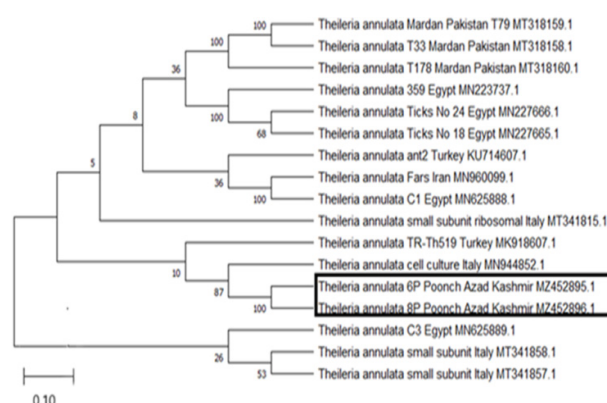 100 Theileria annulata Mardan Pakistan T79 MT318159.1
100 Theileria annulata T33 Mardan Pakistan MT318158.1
Theileria annulata T178 Mardan Pakistan MT318160.1
36
Theileria annulata 359 Egypt MN223737.1
100 Theileria annulata Ticks No 24 Egypt MN227666.1
8
68 Theileria annulata Ticks No 18 Egypt MN227665.1
Theileria annulata ant2 Turkey KU714607.1
5
36 Theileria annulata Fars Iran MN960099.1
100 Theileria annulata C1 Egypt MN625888.1
Theileria annulata small subunit ribosomal Italy MT341815.1
Theileria annulata TR-Th519 Turkey MK918607.1
10 Theileria annulata cell culture Italy MN944852.1
87 Theileria annulata 6P Poonch Azad Kashmir MZ452895.1
100 Theileria annulata 8P Poonch Azad Kashmir MZ452896.1
Theileria annulata C3 Egypt MN625889.1
26 Theileria annulata small subunit Italy MT341858.1
53 Theileria annulata small subunit Italy MT341857.1
0.10